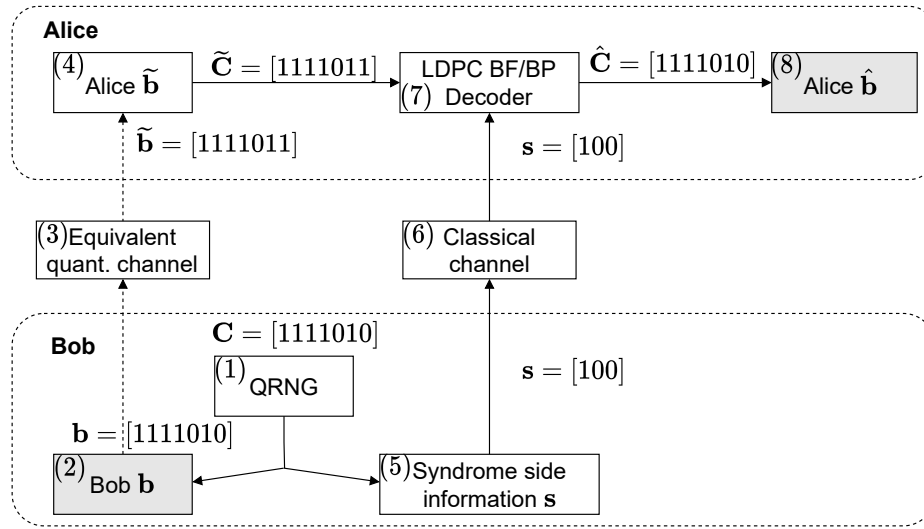 Alice
(4)
Alice b̃
C̃ = [1111011]
LDPC BF/BP
(7) Decoder
Ĉ = [1111010]
(8)
Alice b̂
b̃ = [1111011]
s = [100]
(3) Equivalent
quant. channel
(6) Classical
channel
Bob
C = [1111010]
(1)
QRNG
s = [100]
b = [1111010]
(2)
Bob b
(5) Syndrome side
information s